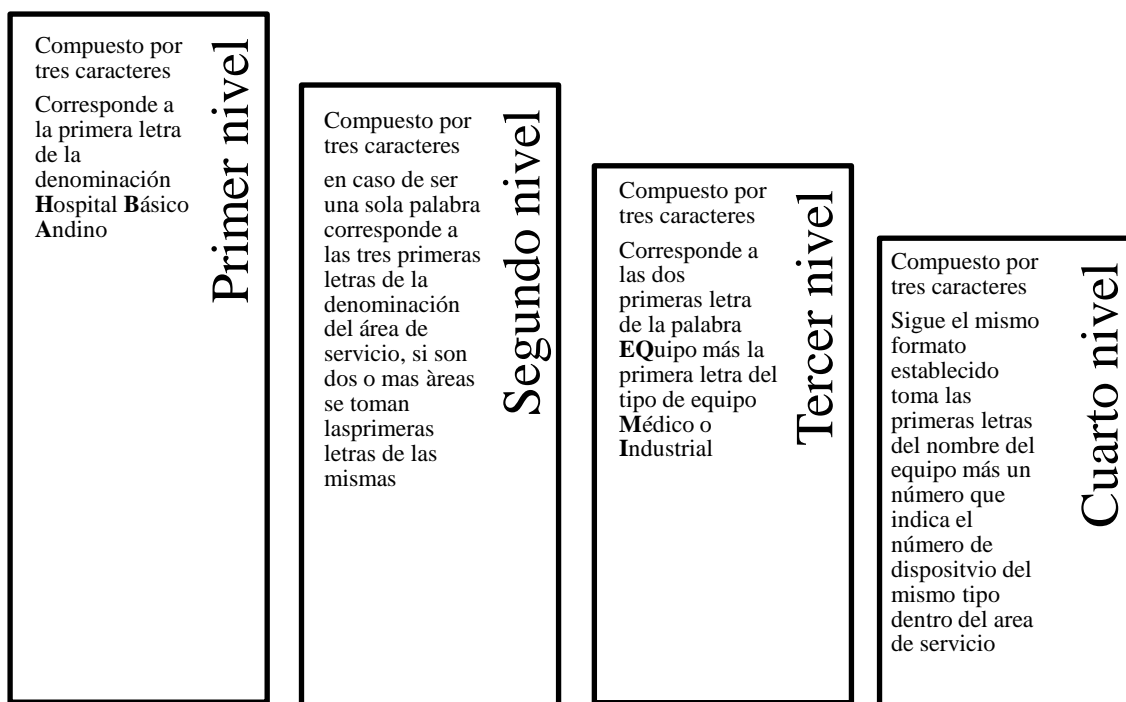 Compuesto por
tres caracteres
Corresponde a
la primera letra
de la
denominación
Hospital Básico
Andino
Primer nivel
Compuesto por
tres caracteres
en caso de ser
una sola palabra
corresponde a
las tres primeras
letras de la
denominación
del área de
servicio, si son
dos o mas àreas
se toman
lasprimeras
letras de las
mismas
Segundo nivel
Compuesto por
tres caracteres
Corresponde a
las dos
primeras letra
de la palabra
EQuipo más la
primera letra del
tipo de equipo
Médico o
Industrial
Tercer nivel
Compuesto por
tres caracteres
Sigue el mismo
formato
establecido
toma las
primeras letras
del nombre del
equipo más un
número que
indica el
número de
dispositvio del
mismo tipo
dentro del area
de servicio
Cuarto nivel